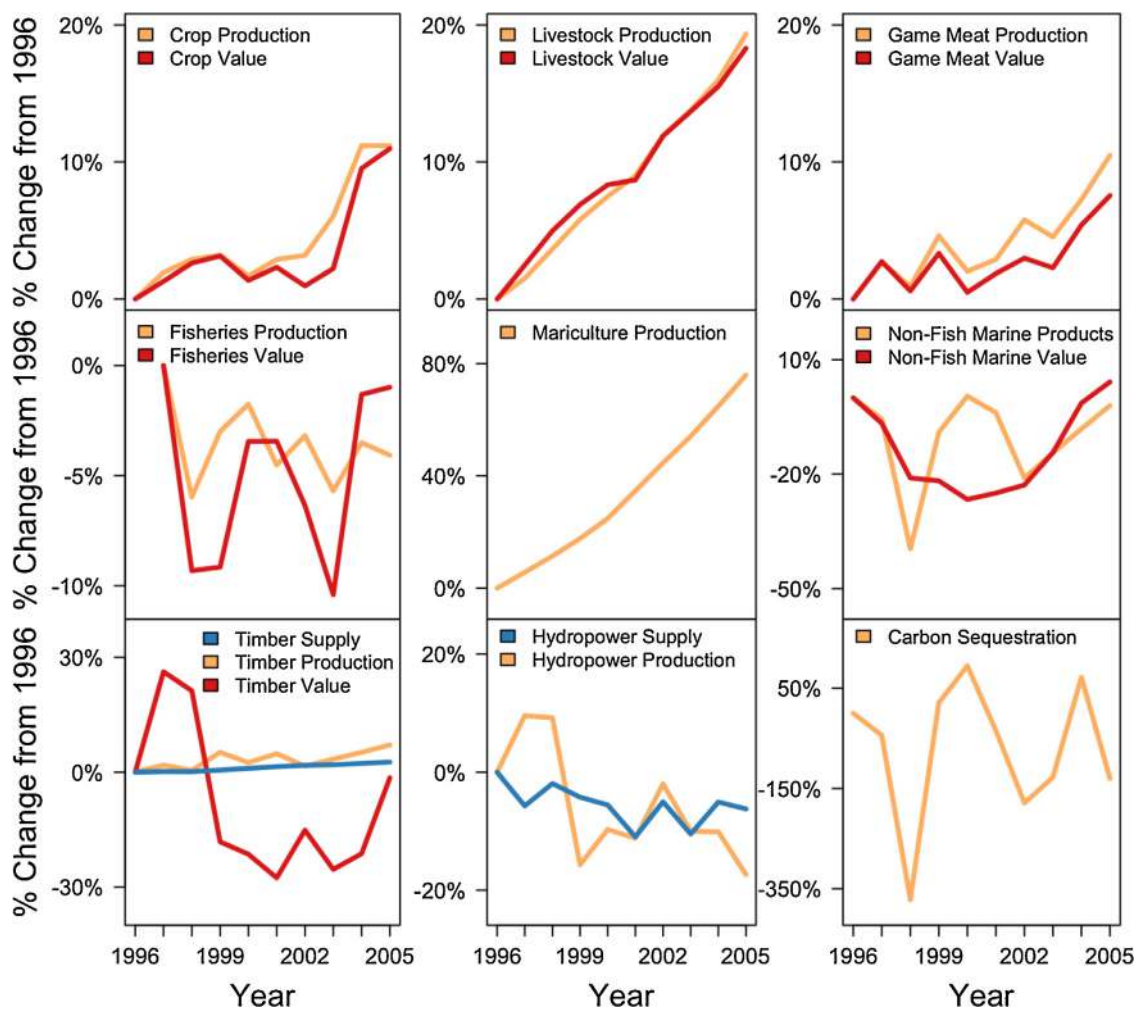 % Change from 1996
20%
10%
0%
Crop Production
Crop Value
Livestock Production
Livestock Value
Game Meat Production
Game Meat Value
20%
10%
0%
20%
10%
0%
% Change from 1996
0%
-5%
-10%
Fisheries Production
Fisheries Value
80%
40%
0%
Mariculture Production
10%
-20%
-50%
Non-Fish Marine Products
Non-Fish Marine Value
% Change from 1996
30%
0%
-30%
Timber Supply
Timber Production
Timber Value
20%
0%
-20%
Hydropower Supply
Hydropower Production
50%
-150%
-350%
Carbon Sequestration
1996 1999 2002 2005
1996 1999 2002 2005
1996 1999 2002 2005
Year
Year
Year